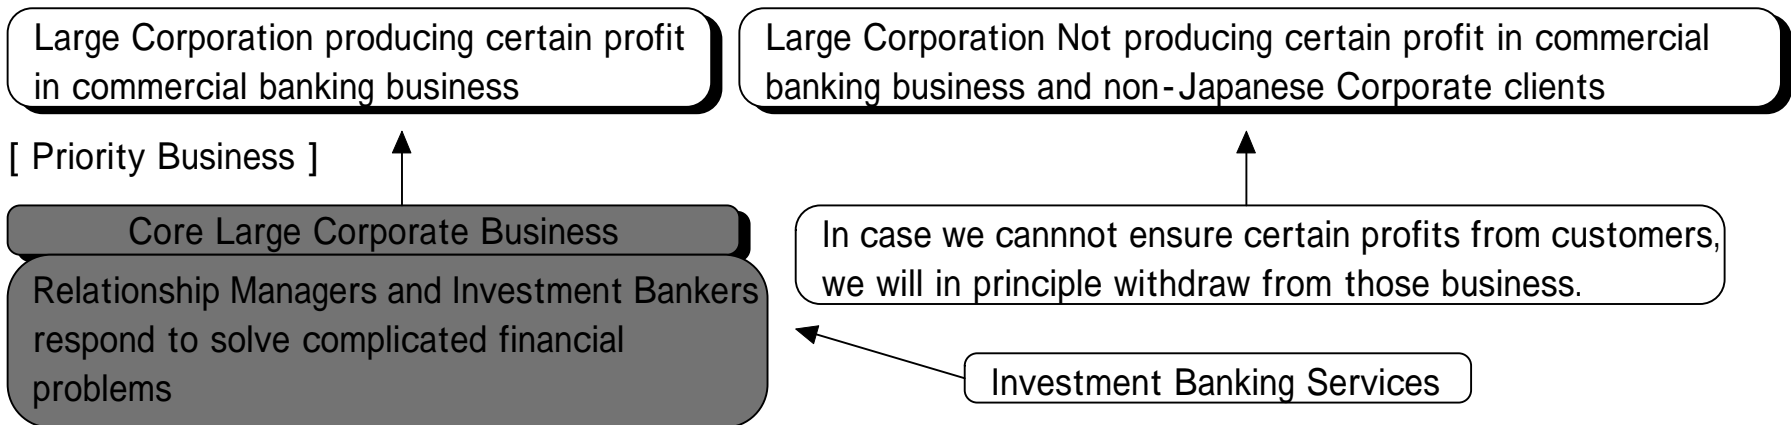 Large Corporation producing certain profit
in commercial banking business
Large Corporation Not producing certain profit in commercial
banking business and non-Japanese Corporate clients
[ Priority Business ]
Core Large Corporate Business
Relationship Managers and Investment Bankers
respond to solve complicated financial
problems
In case we cannnot ensure certain profits from customers,
we will in principle withdraw from those business.
Investment Banking Services